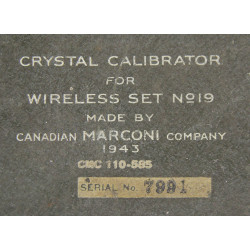 CRYSTAL CALIBRATOR
FOR
WIRELESS SET No19
MADE BY
CANADIAN MARCONI COMPANY
1943
CMC 110-585
SERIAL No. 7991